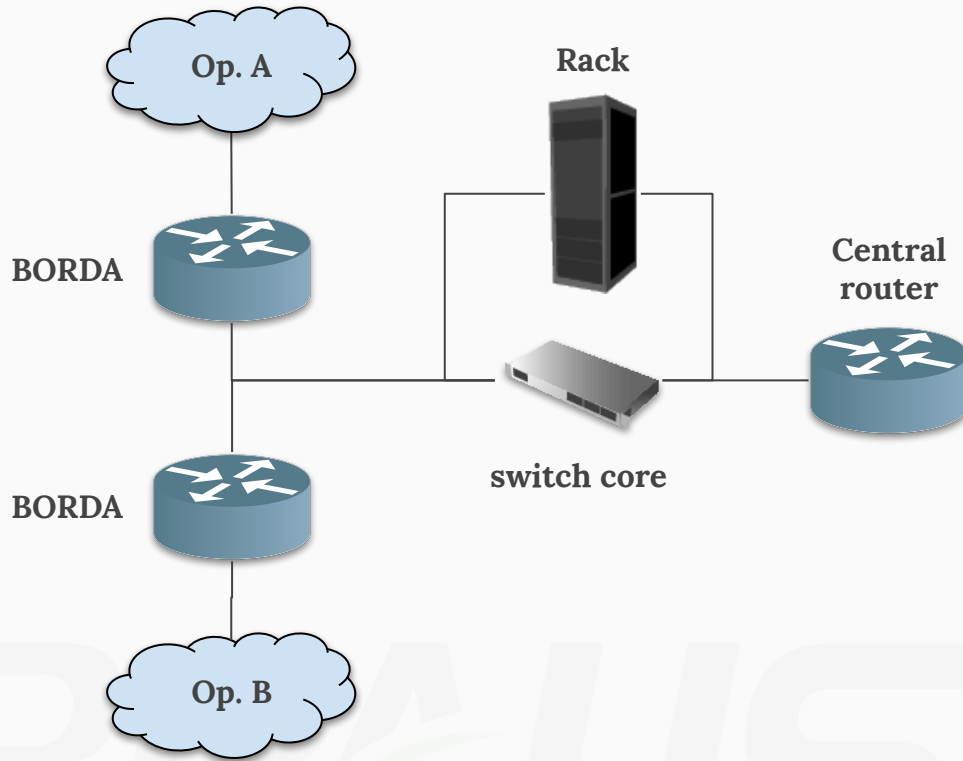 Op. A
Rack
BORDA
Central
router
BORDA
switch core
Op. B